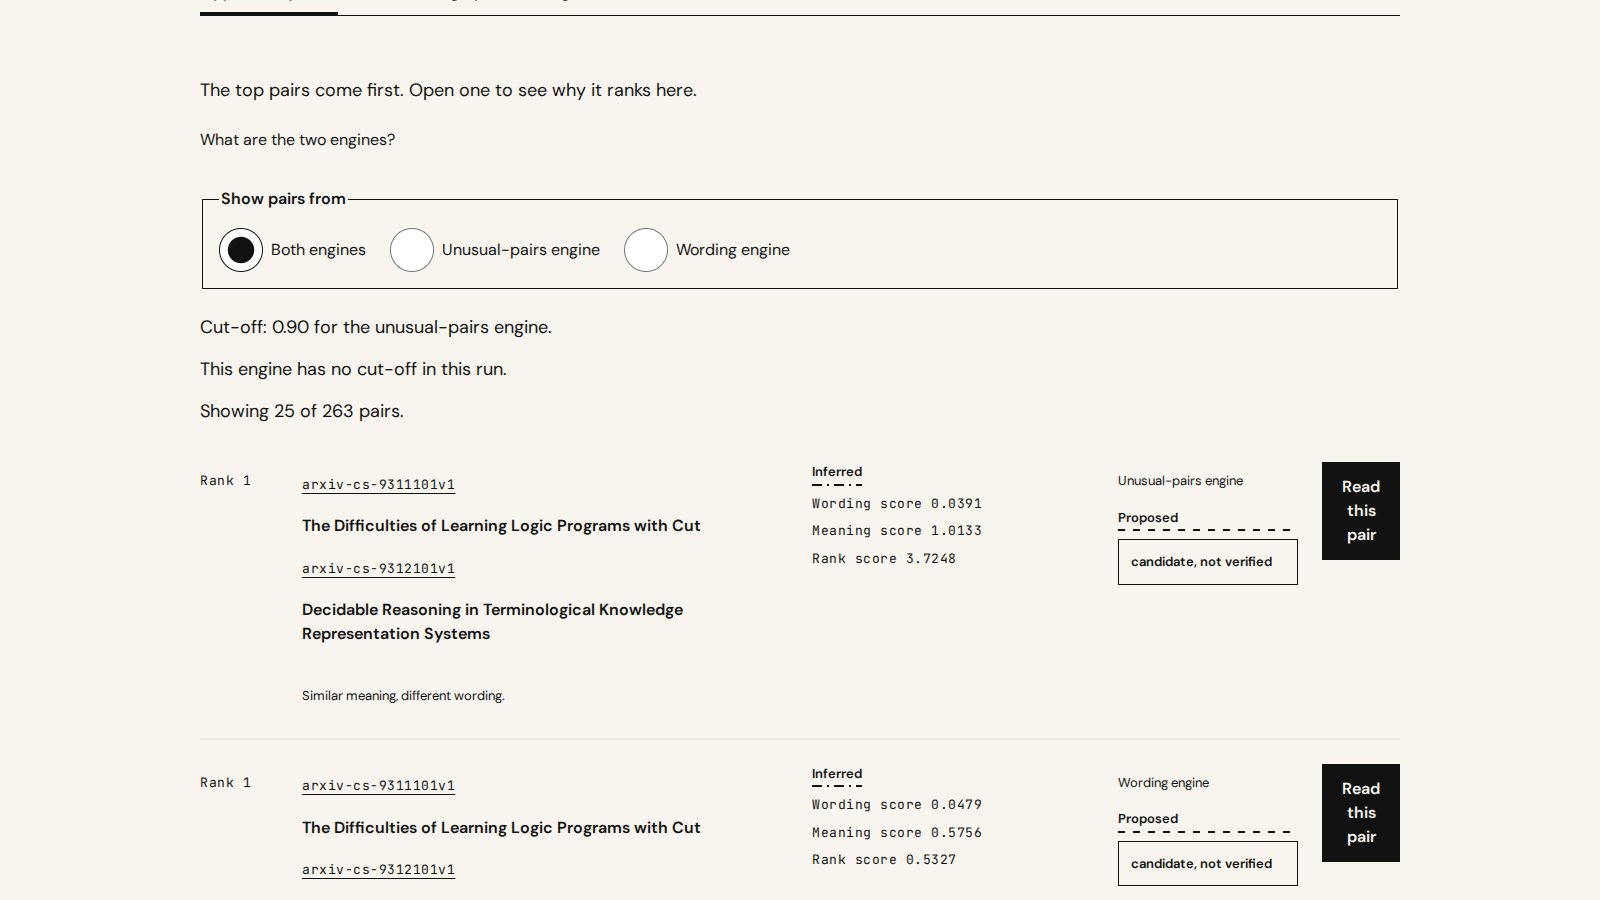 The top pairs come first. Open one to see why it ranks here.
What are the two engines?
Show pairs from
Both engines
Unusual-pairs engine
Wording engine
Cut-off: 0.90 for the unusual-pairs engine.
This engine has no cut-off in this run.
Showing 25 of 263 pairs.
Rank 1
arxiv-cs-9311101v1
The Difficulties of Learning Logic Programs with Cut
arxiv-cs-9312101v1
Decidable Reasoning in Terminological Knowledge
Representation Systems
Similar meaning, different wording.
Inferred
Wording score 0.0391
Meaning score 1.0133
Rank score 3.7248
Unusual-pairs engine
Proposed
candidate, not verified
Read
this
pair
Rank 1
arxiv-cs-9311101v1
The Difficulties of Learning Logic Programs with Cut
arxiv-cs-9312101v1
Inferred
Wording score 0.0479
Meaning score 0.5756
Rank score 0.5327
Wording engine
Proposed
candidate, not verified
Read
this
pair